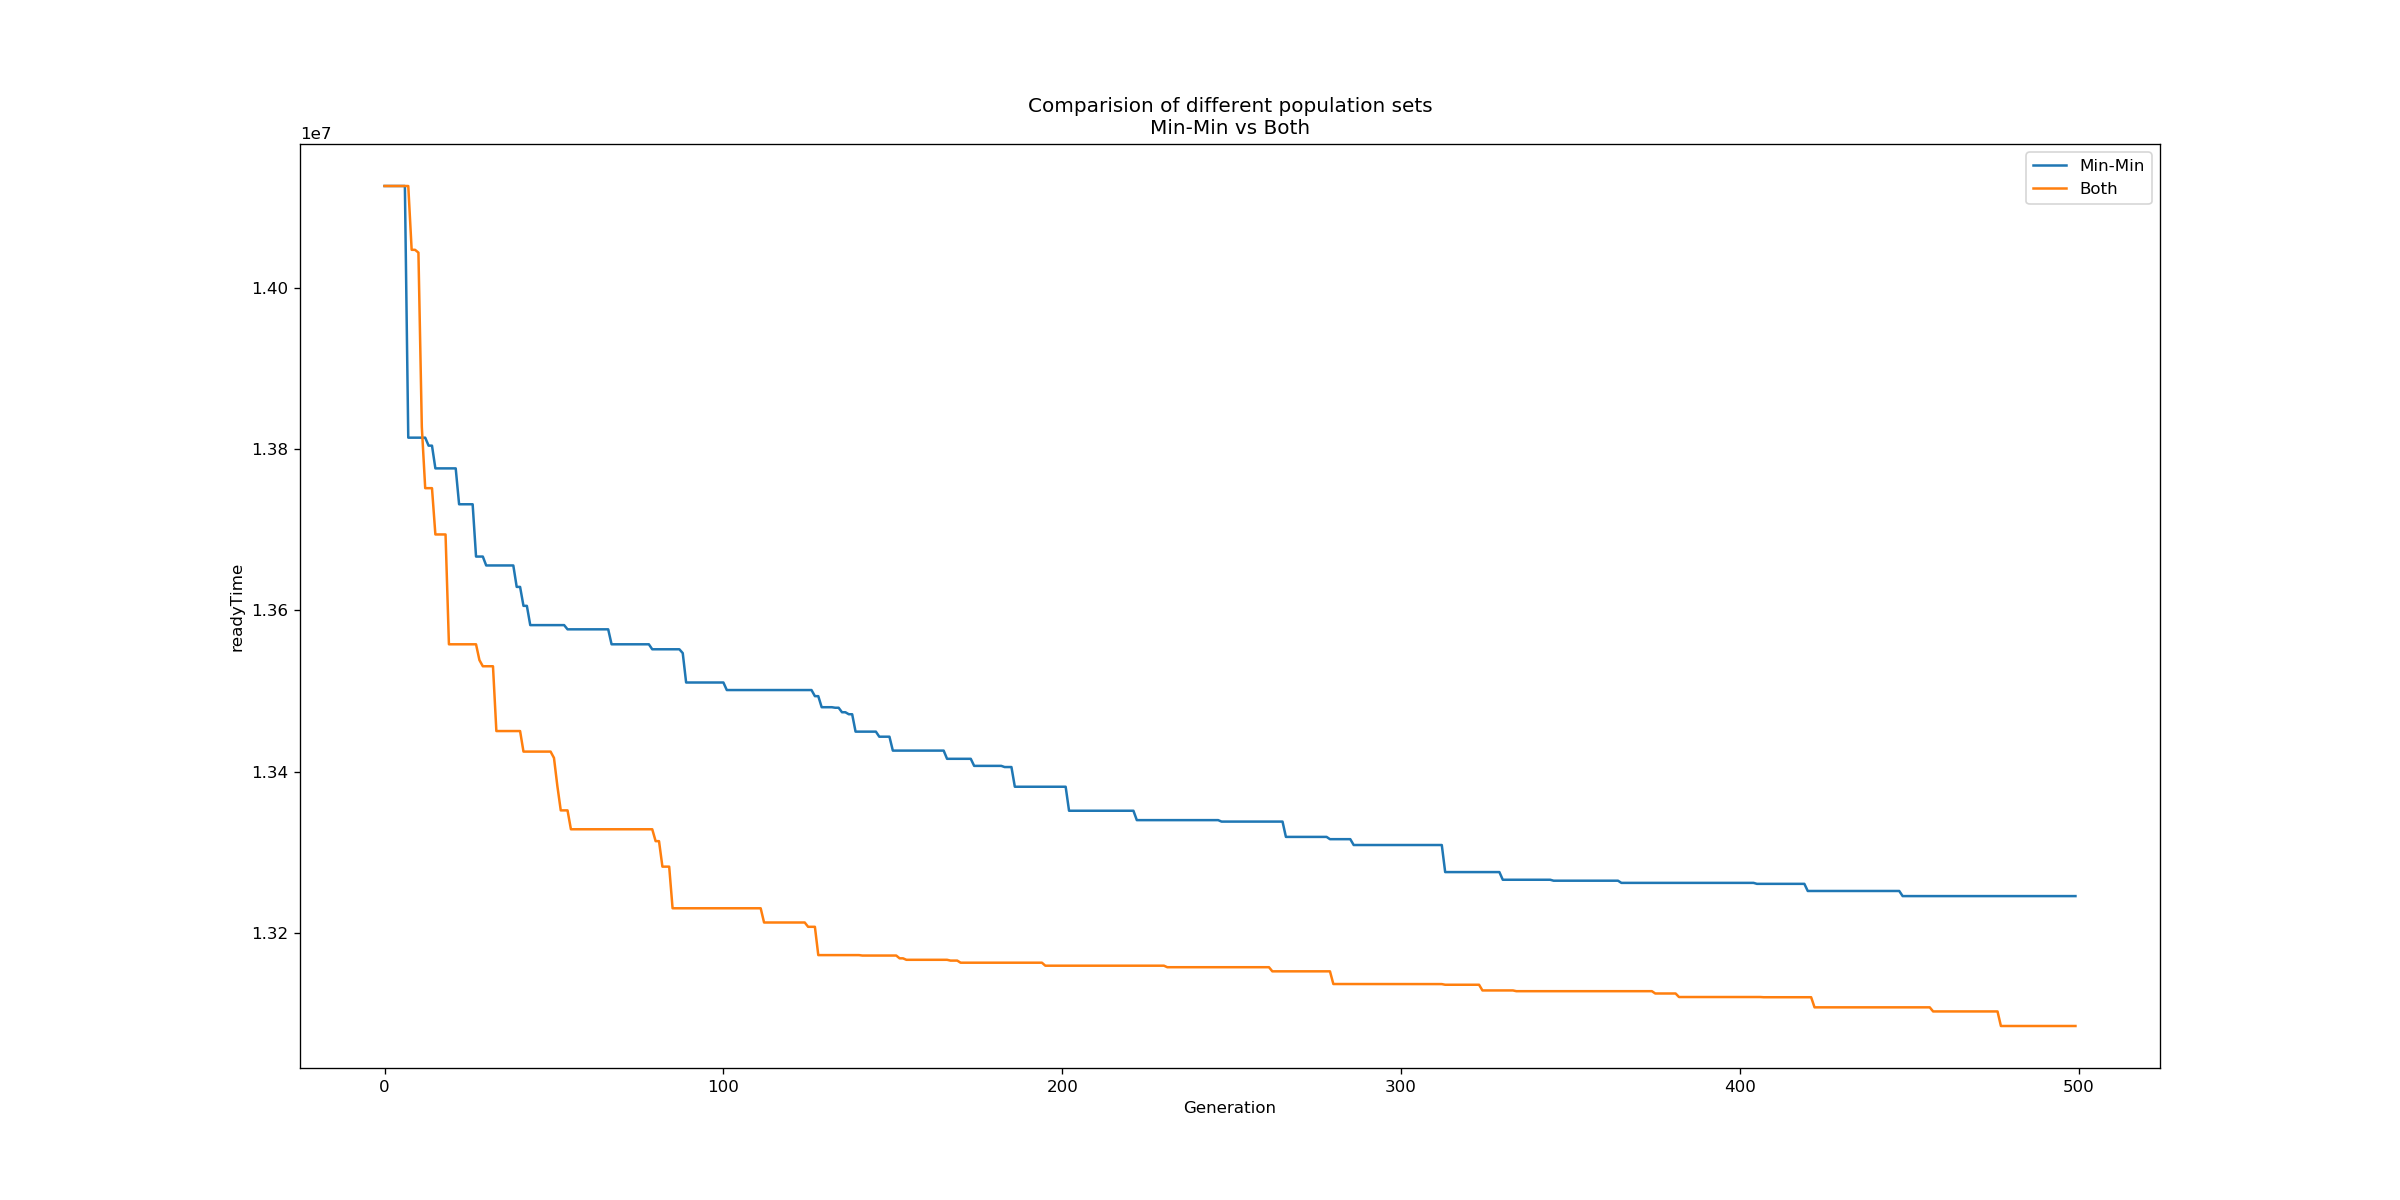 Comparision of different population sets
Min-Min vs Both
1e7
Min-Min
Both
1.40
1.38
1.36
1.34
1.32
readyTime
0 100 200 300 400 500
Generation